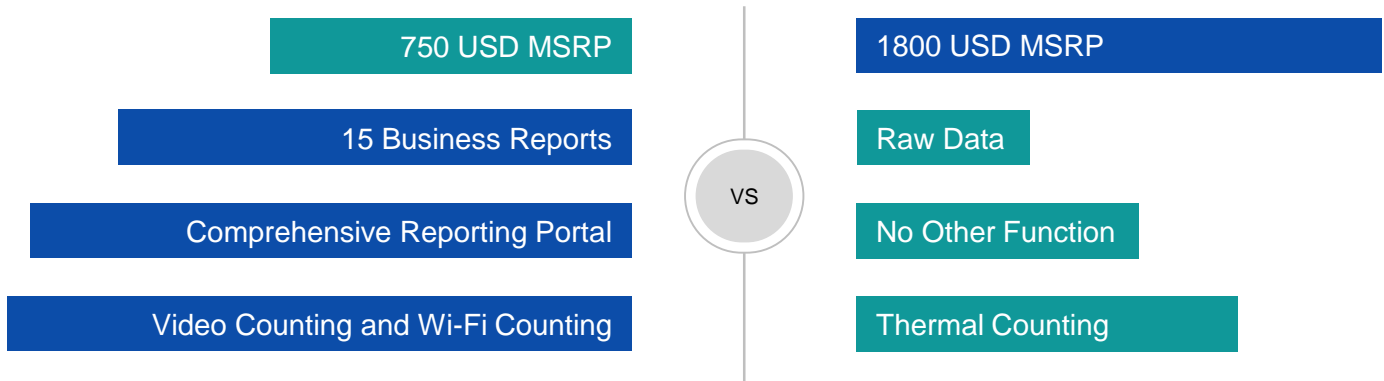 750 USD MSRP
1800 USD MSRP
15 Business Reports
Raw Data
VS
Comprehensive Reporting Portal
No Other Function
Video Counting and Wi-Fi Counting
Thermal Counting